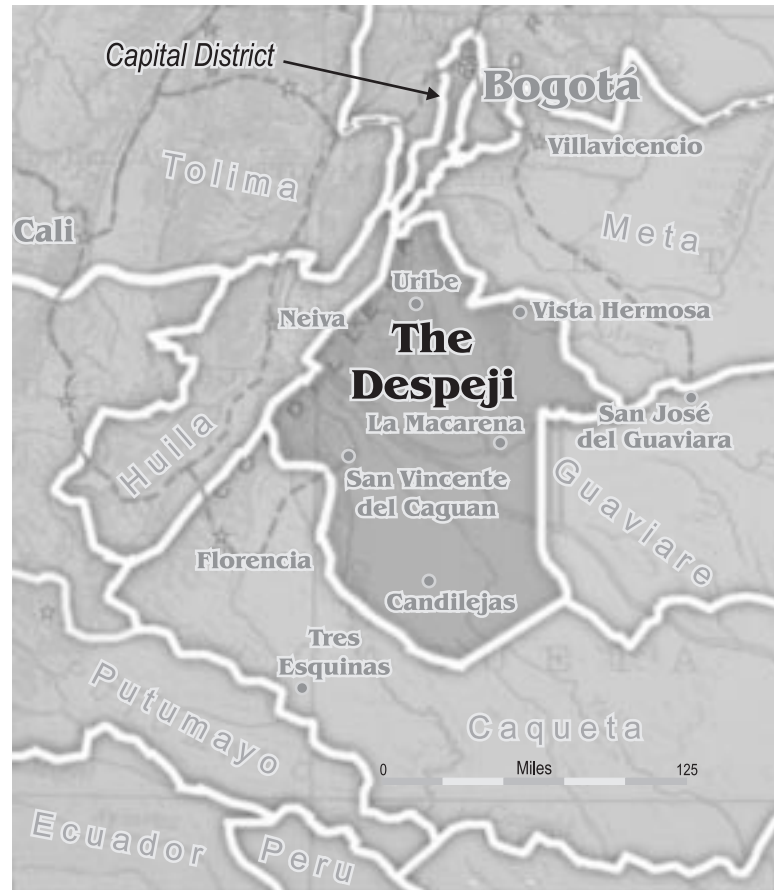 Capital District
Bogotá
Villavicencio
Tolima
Meta
Cali
Uribe
Neiva
Vista Hermosa
The
Despeji
La Macarena
San José
del Guaviara
Huila
San Vincente
del Caguan
Guaviare
Florencia
Candilejas
Tres
Esquinas
Putumayo
Caqueta
0 Miles 125
Ecuador
Peru